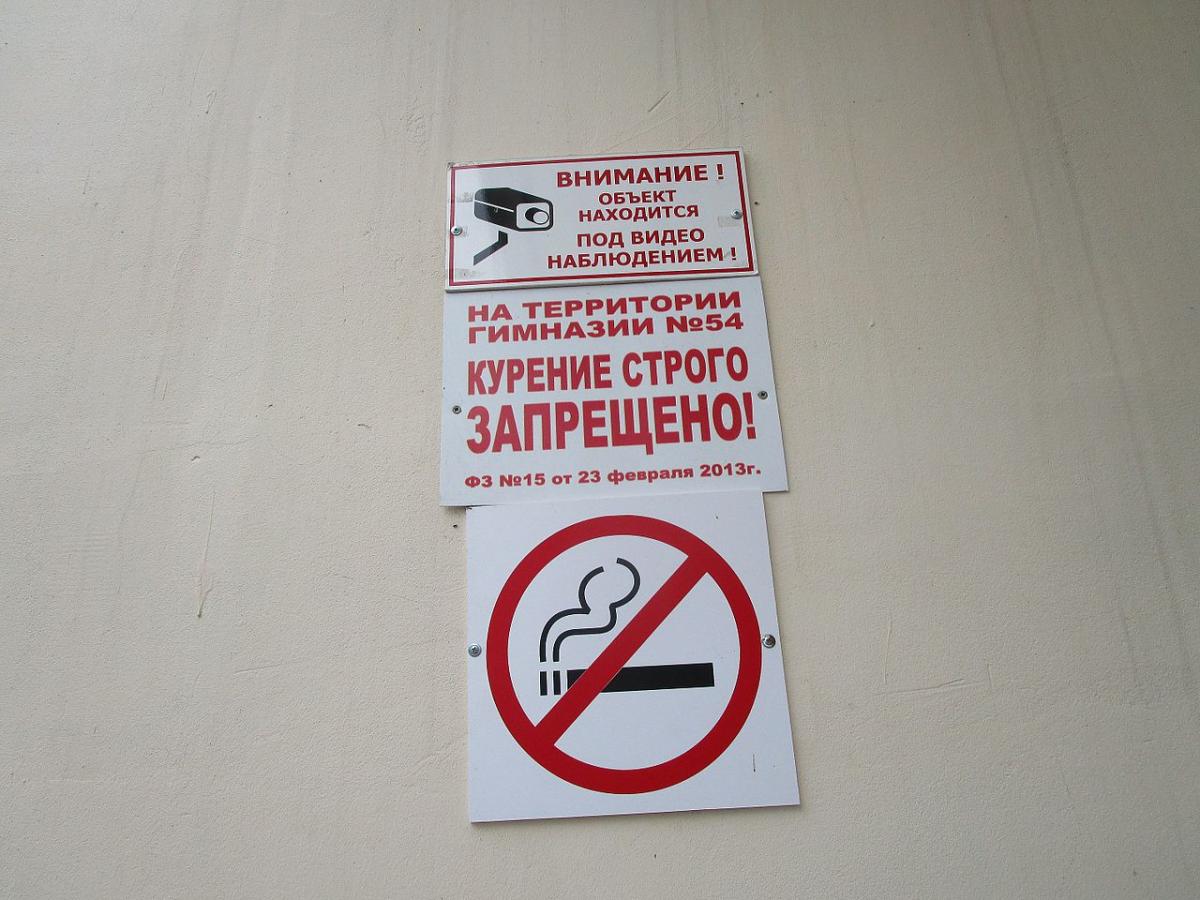 ВНИМАНИЕ !
ОБЪЕКТ
НАХОДИТСЯ
ПОД ВИДЕО
НАБЛЮДЕНИЕМ !
НА ТЕРРИТОРИИ
ГИМНАЗИИ №54
КУРЕНИЕ СТРОГО
ЗАПРЕЩЕНО!
ФЗ №15 от 23 февраля 2013г.